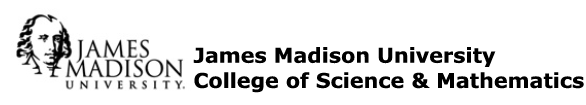 JAMES
MADISON
UNIVERSITY.
James Madison University
College of Science & Mathematics